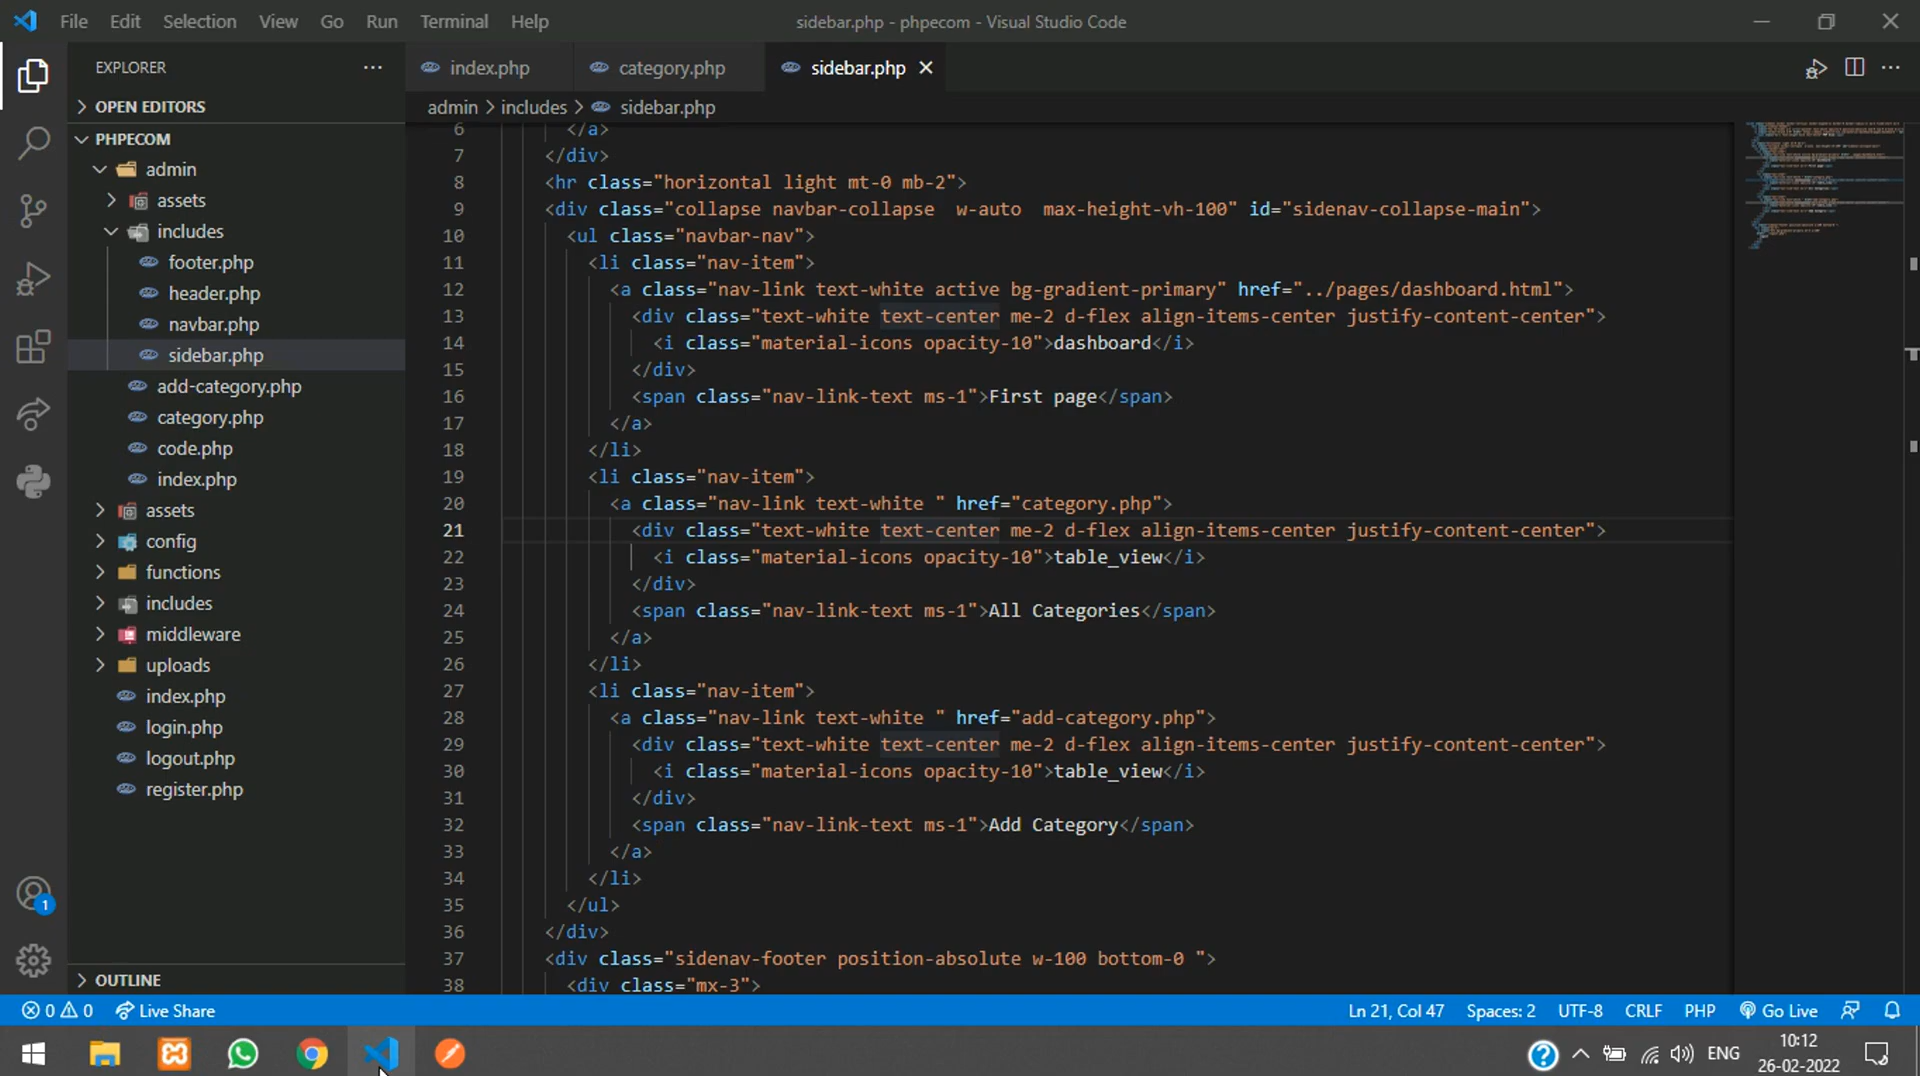 File Edit Selection View Go Run Terminal Help
sidebar.php - phpecom - Visual Studio Code
EXPLORER
OPEN EDITORS
PHPECOM
admin
assets
includes
footer.php
header.php
navbar.php
sidebar.php
add-category.php
category.php
code.php
index.php
assets
config
functions
includes
middleware
uploads
index.php
login.php
logout.php
register.php
OUTLINE
1
index.php
category.php
sidebar.php
admin > includes > sidebar.php
6 </a>
7 </div>
8 <hr class="horizontal light mt-0 mb-2">
9 <div class="collapse navbar-collapse  w-auto  max-height-vh-100" id="sidenav-collapse-main">
10 <ul class="navbar-nav">
11 <li class="nav-item">
12 <a class="nav-link text-white active bg-gradient-primary" href="../pages/dashboard.html">
13 <div class="text-white text-center me-2 d-flex align-items-center justify-content-center">
14 <i class="material-icons opacity-10">dashboard</i>
15 </div>
16 <span class="nav-link-text ms-1">First page</span>
17 </a>
18 </li>
19 <li class="nav-item">
20 <a class="nav-link text-white " href="category.php">
21 <div class="text-white text-center me-2 d-flex align-items-center justify-content-center">
22 <i class="material-icons opacity-10">table_view</i>
23 </div>
24 <span class="nav-link-text ms-1">All Categories</span>
25 </a>
26 </li>
27 <li class="nav-item">
28 <a class="nav-link text-white " href="add-category.php">
29 <div class="text-white text-center me-2 d-flex align-items-center justify-content-center">
30 <i class="material-icons opacity-10">table_view</i>
31 </div>
32 <span class="nav-link-text ms-1">Add Category</span>
33 </a>
34 </li>
35 </ul>
36 </div>
37 <div class="sidenav-footer position-absolute w-100 bottom-0 ">
38 <div class="mx-3">
0 0 Live Share
Ln 21, Col 47 Spaces: 2 UTF-8 CRLF PHP Go Live
ENG
10:12
26-02-2022